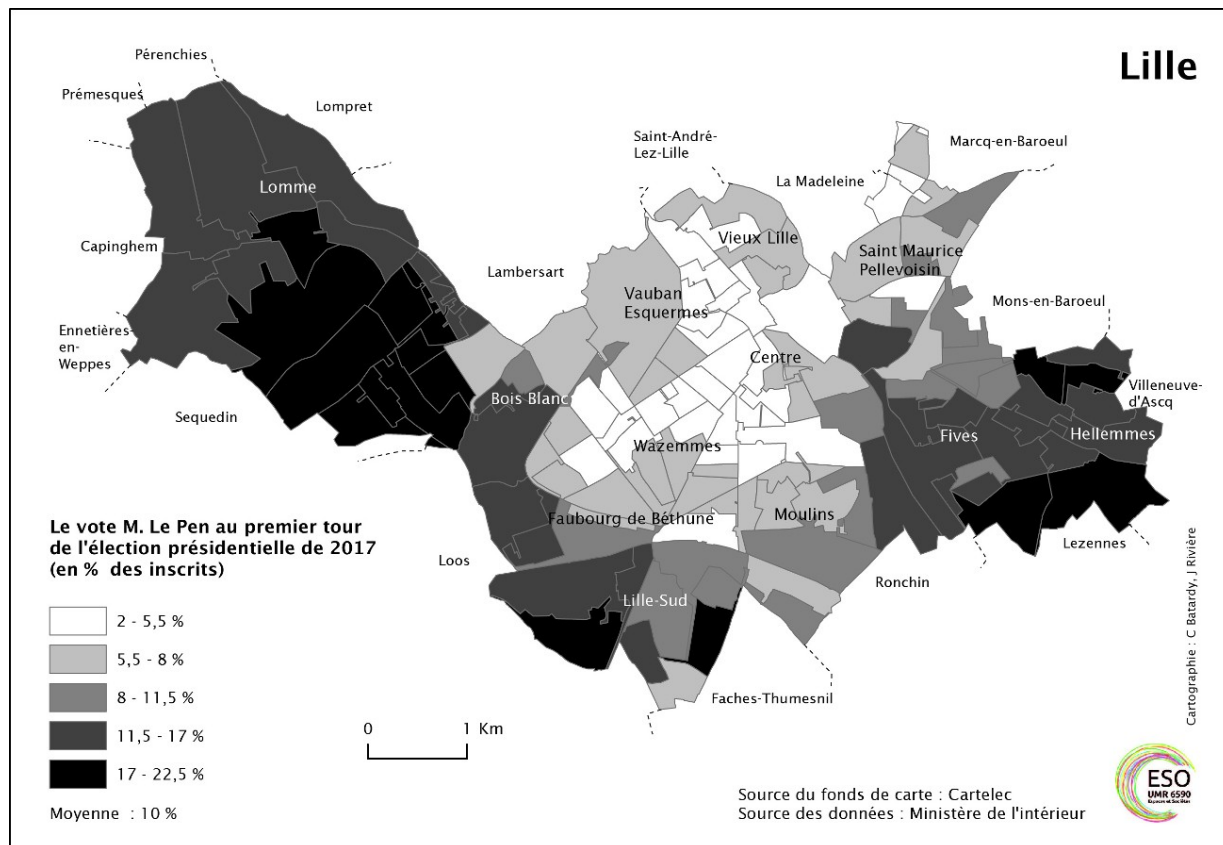 Lille
Pérenchies
Prémesques
Lompret
Saint-André-
Lez-Lille
Marcq-en-Baroeul
La Madeleine
Lomme
Capinghem
Vieux Lille
Saint Maurice
Pellevoisin
Lambersart
Vauban
Esquermes
Mons-en-Baroeul
Ennetières-
en-
Weppes
Centre
Villeneuve-
d'Ascq
Sequedin
Bois Blanc
Wazemmes
Fives
Hellemmes
Faubourg de Béthune
Moulins
Lezennes
Loos
Ronchin
Lille-Sud
Faches-Thumesnil
Le vote M. Le Pen au premier tour
de l'élection présidentielle de 2017
(en % des inscrits)
2 - 5,5 %
5,5 - 8 %
8 - 11,5 %
11,5 - 17 %
17 - 22,5 %
Moyenne : 10 %
0 1 Km
Cartographie : C Batardy, J Rivière
Source du fonds de carte : Cartelec
Source des données : Ministère de l'intérieur
ESO
UMR 6590
Espaces et Sociétés